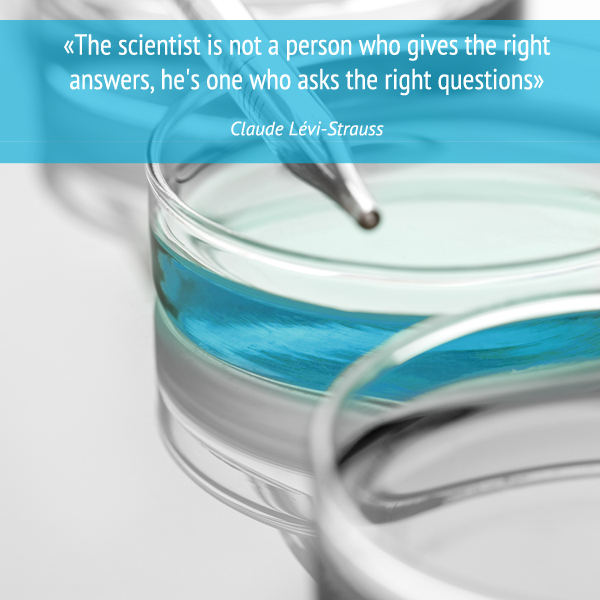 «The scientist is not a person who gives the right
answers, he's one who asks the right questions»
Claude Lévi-Strauss